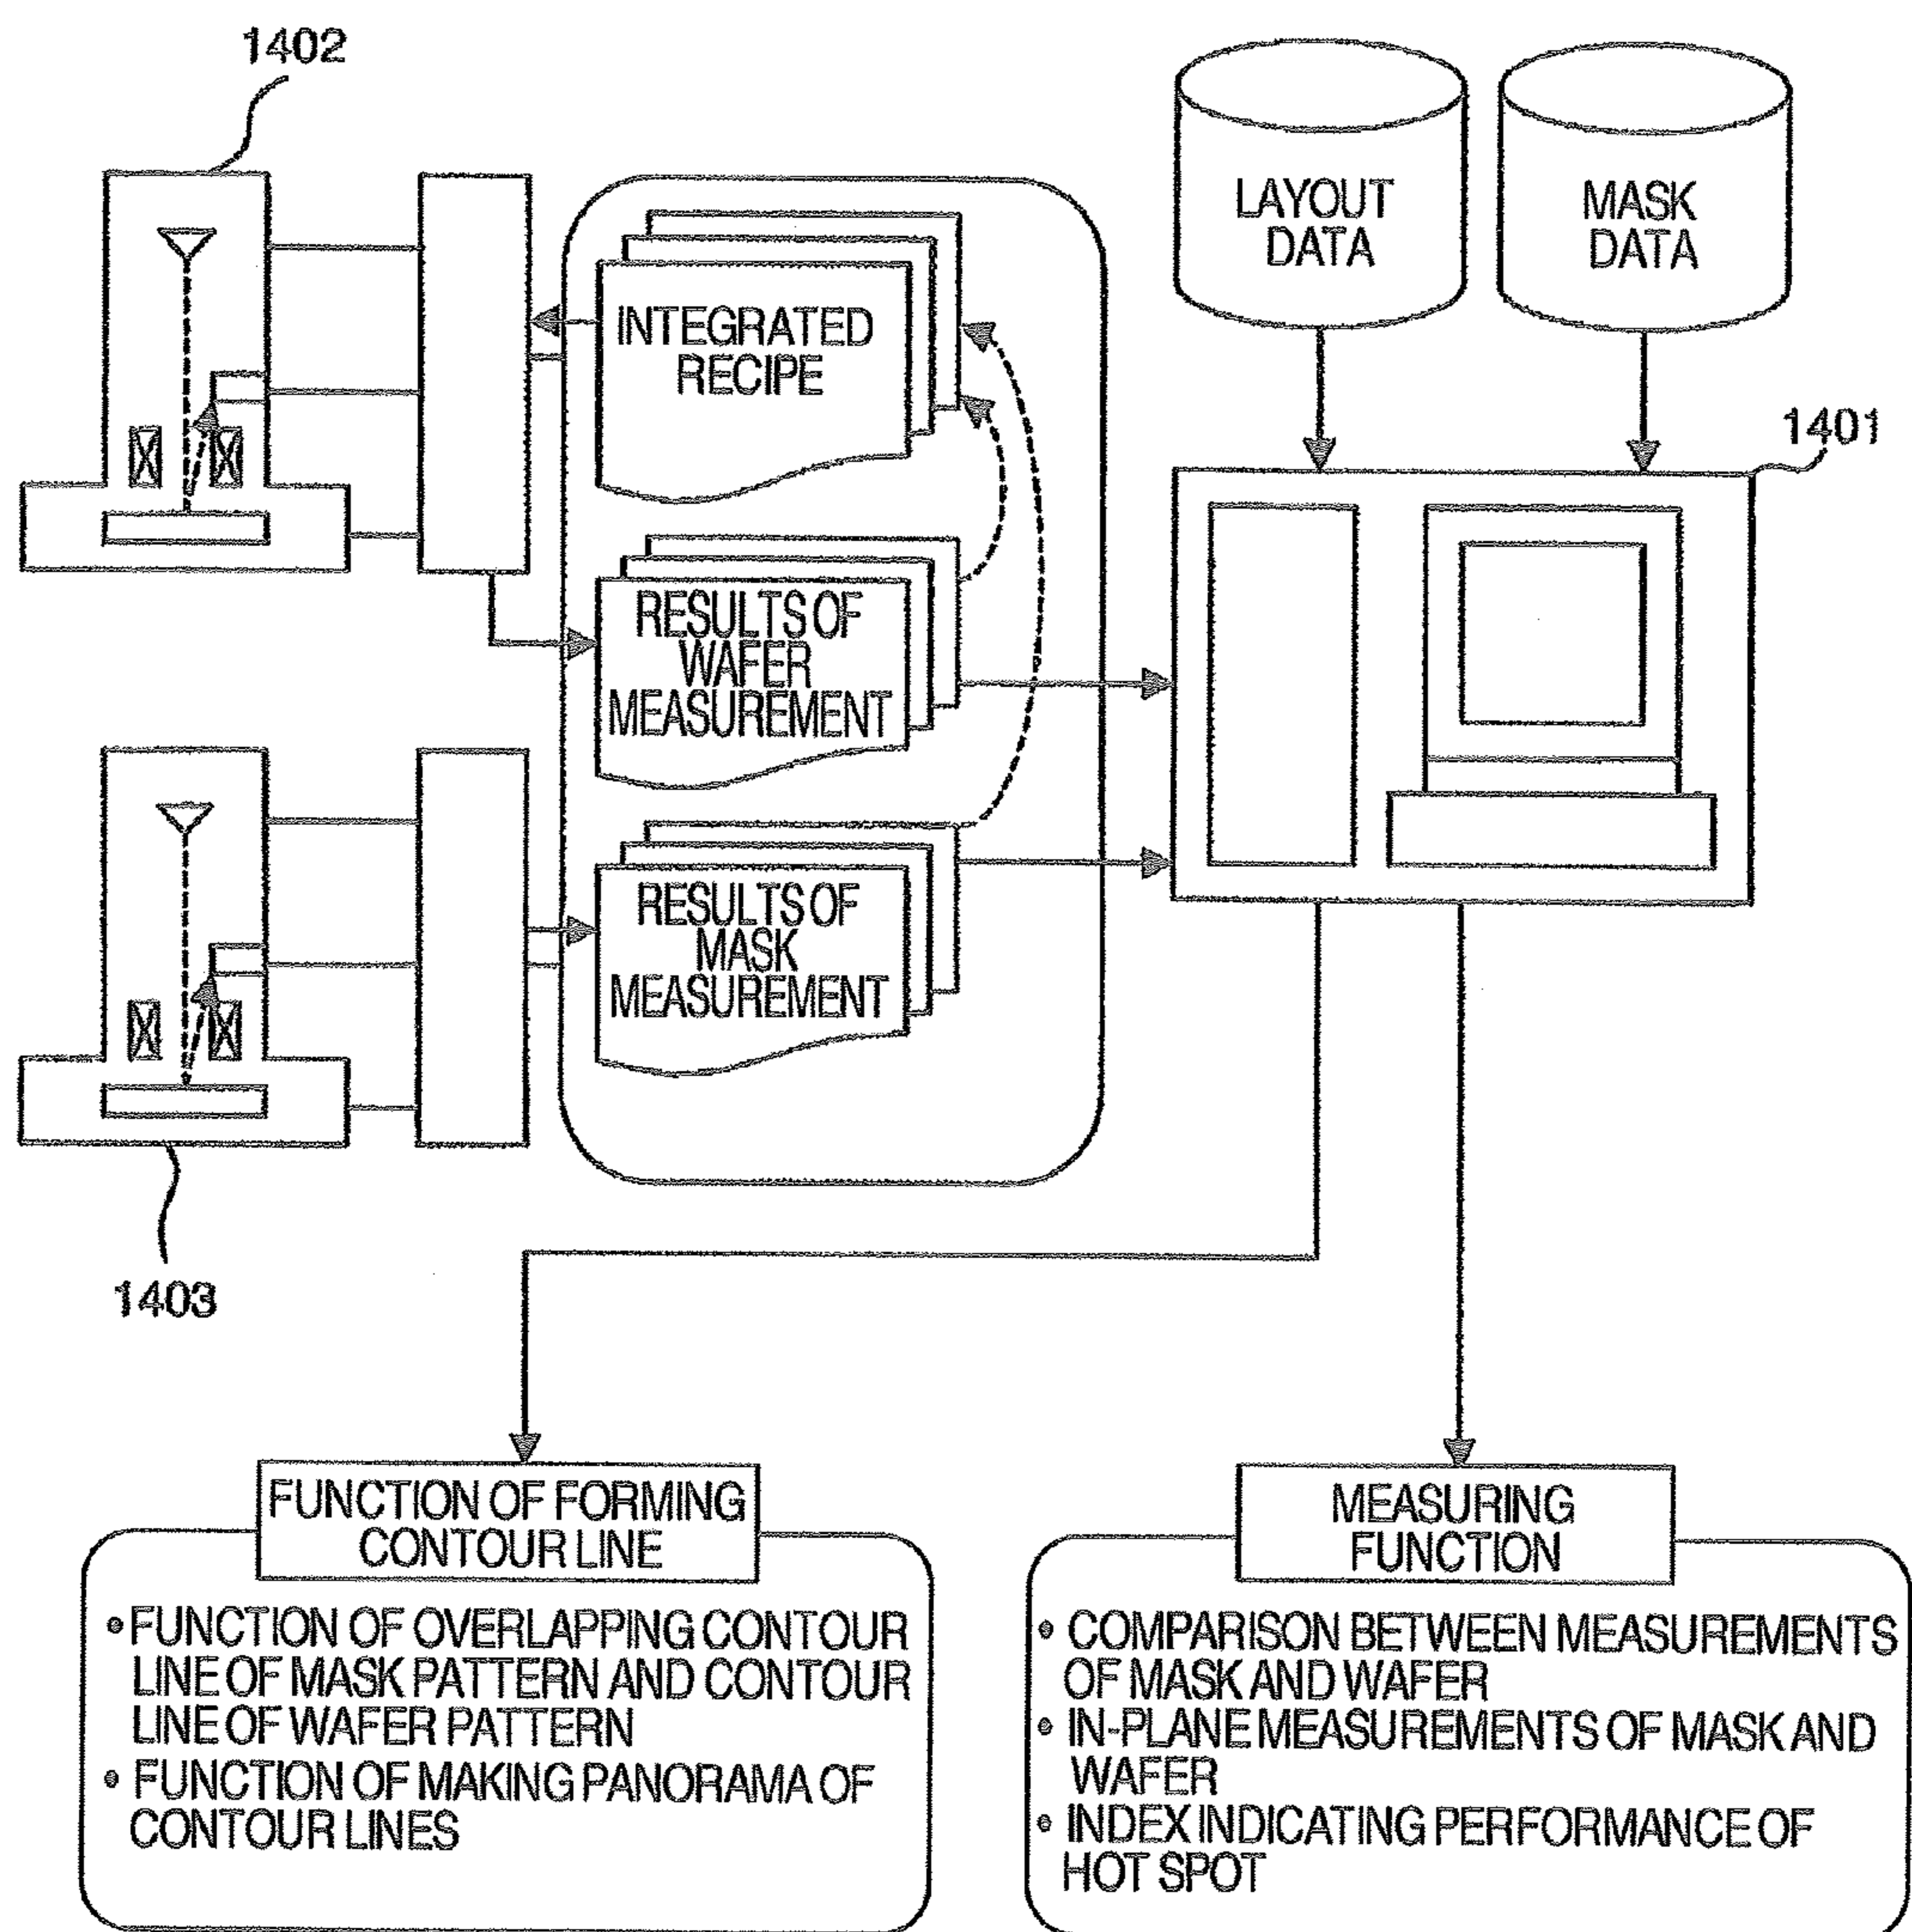 1402
LAYOUT
DATA
MASK
DATA
INTEGRATED
RECIPE
1401
RESULTS OF
WAFER
MEASUREMENT
RESULTS OF
MASK
MEASUREMENT
1403
FUNCTION OF FORMING
CONTOUR LINE
• FUNCTION OF OVERLAPPING CONTOUR
LINE OF MASK PATTERN AND CONTOUR
LINE OF WAFER PATTERN
• FUNCTION OF MAKING PANORAMA OF
CONTOUR LINES
MEASURING
FUNCTION
• COMPARISON BETWEEN MEASUREMENTS
OF MASK AND WAFER
• IN-PLANE MEASUREMENTS OF MASK AND
WAFER
• INDEX INDICATING PERFORMANCE OF
HOT SPOT